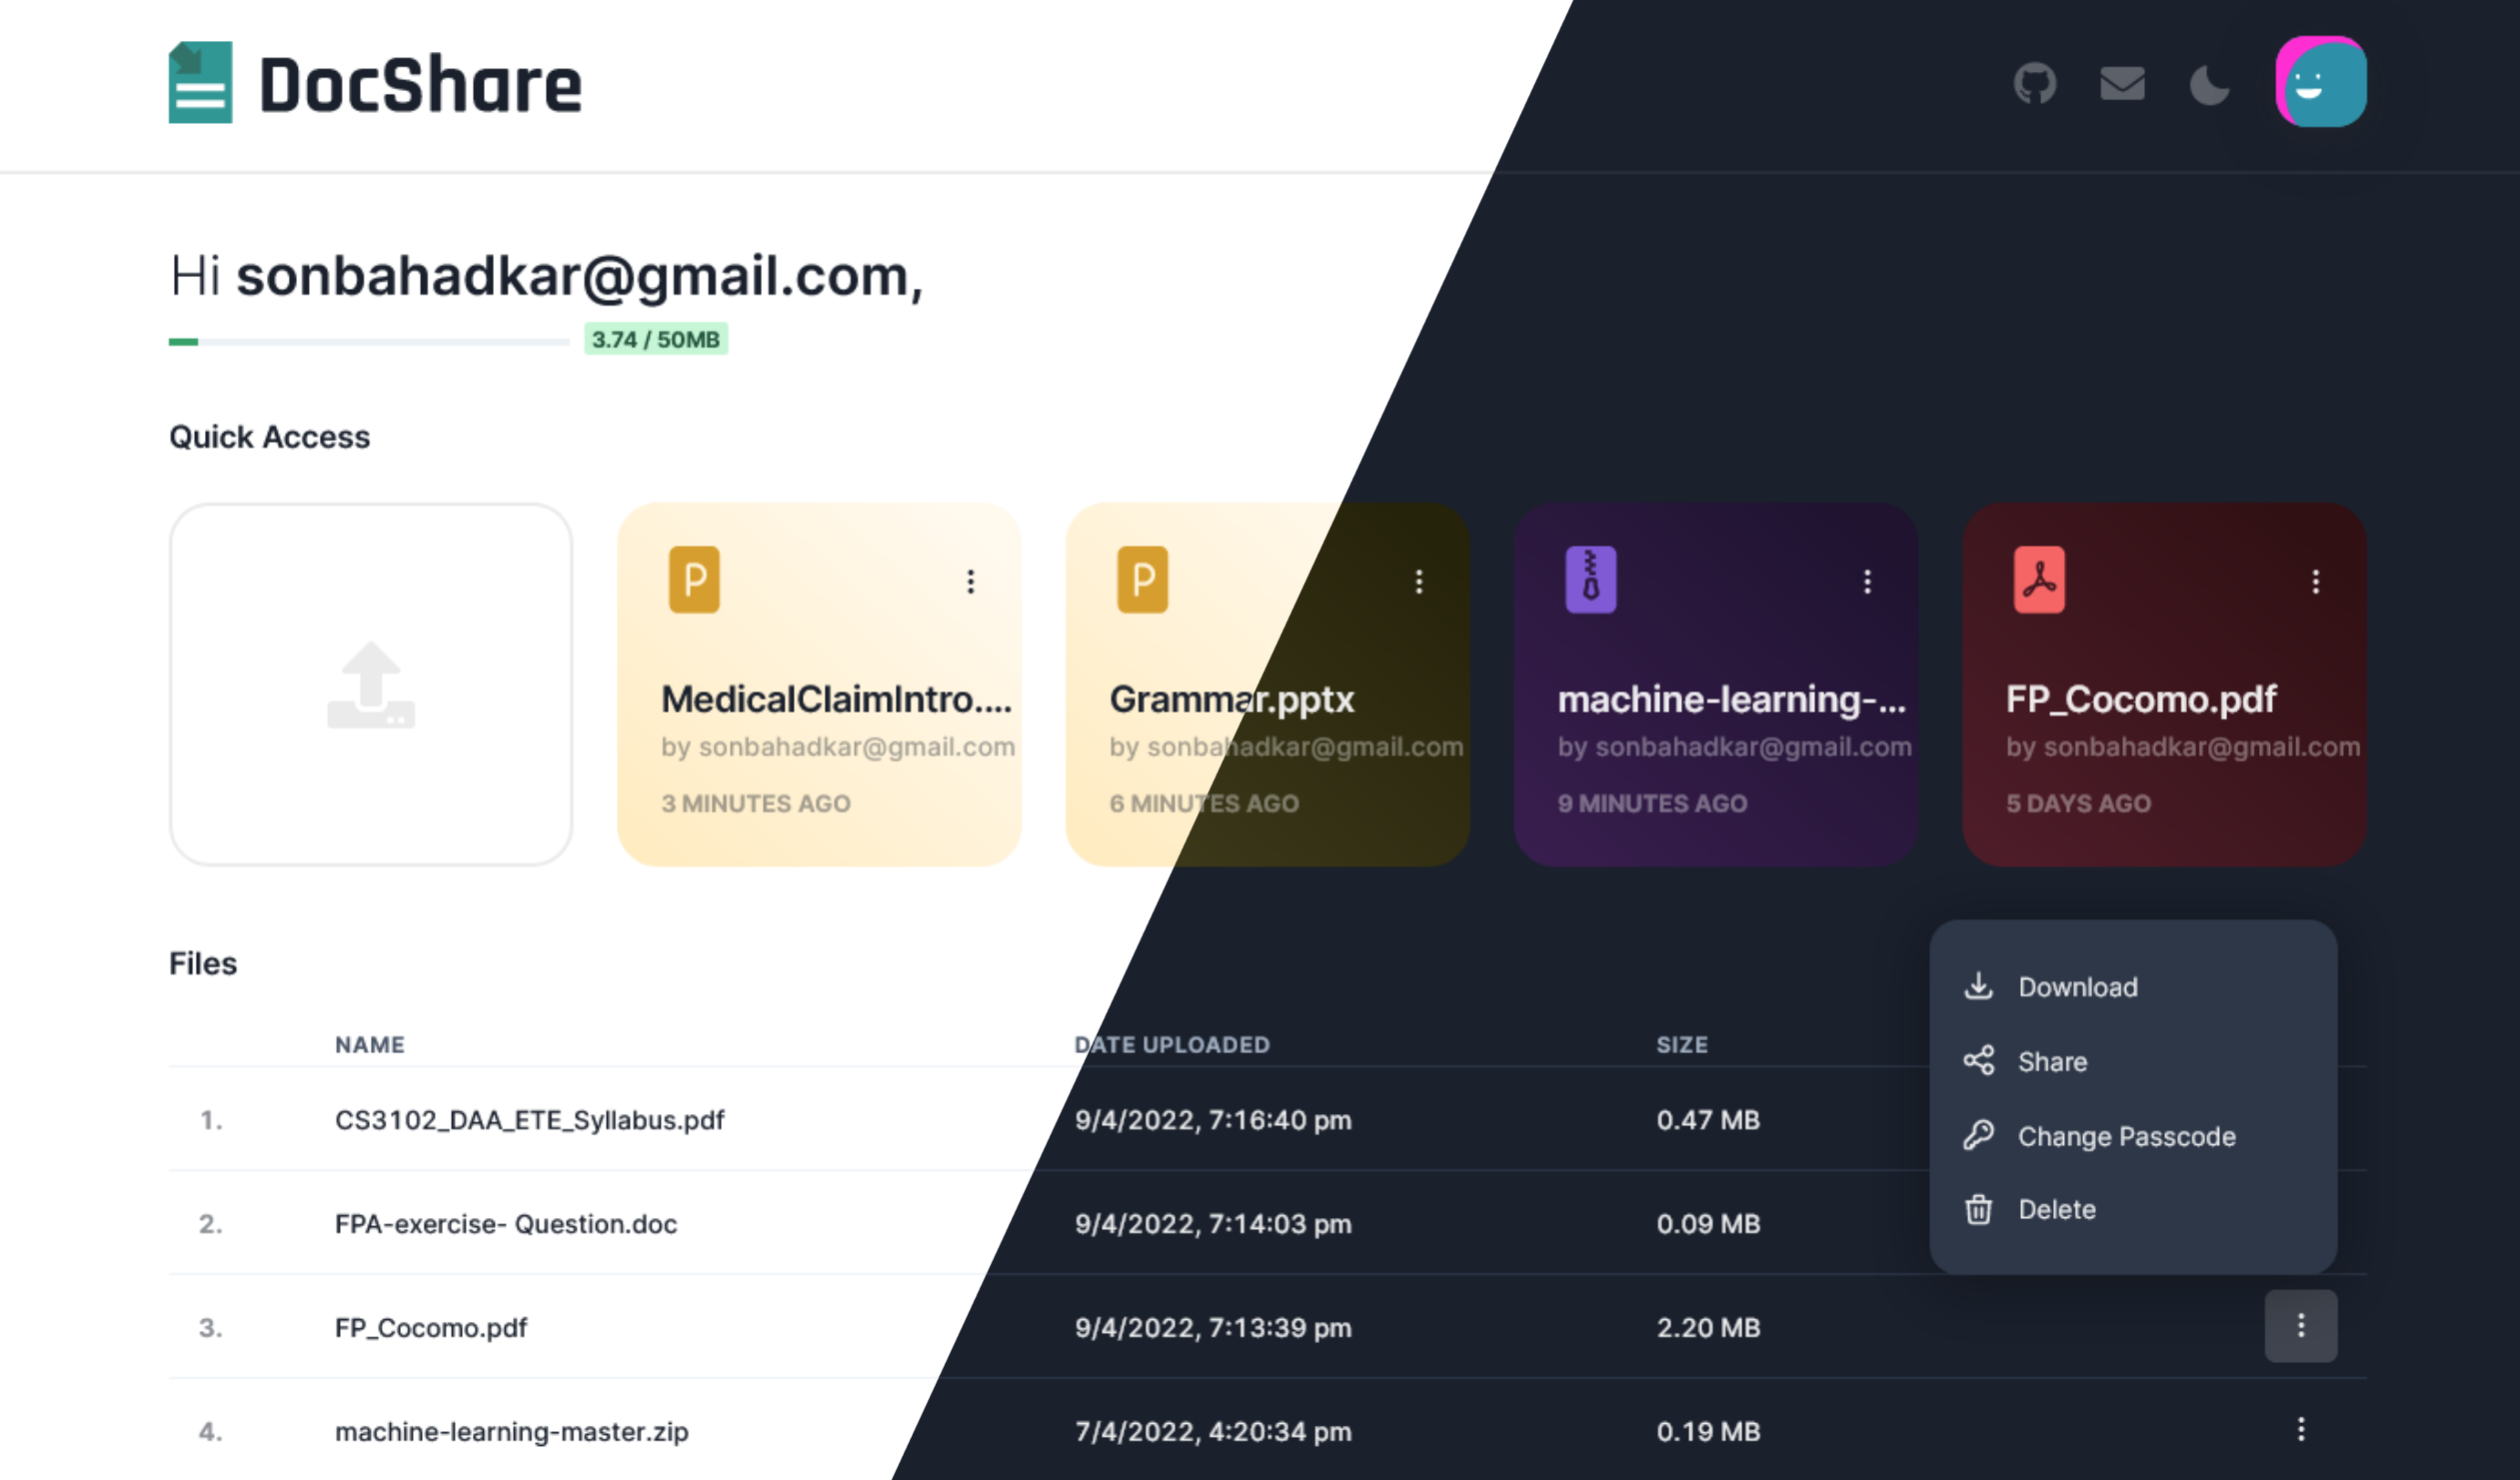 DocShare
Hi sonbahadkar@gmail.com,
3.74 / 50MB
Quick Access
P
MedicalClaimIntro....
by sonbahadkar@gmail.com
3 MINUTES AGO
P
Grammar.pptx
by sonbahadkar@gmail.com
6 MINUTES AGO
machine-learning-...
by sonbahadkar@gmail.com
9 MINUTES AGO
FP_Cocomo.pdf
by sonbahadkar@gmail.com
5 DAYS AGO
Files
NAME DATE UPLOADED SIZE
1. CS3102_DAA_ETE_Syllabus.pdf 9/4/2022, 7:16:40 pm 0.47 MB
2. FPA-exercise- Question.doc 9/4/2022, 7:14:03 pm 0.09 MB
3. FP_Cocomo.pdf 9/4/2022, 7:13:39 pm 2.20 MB
4. machine-learning-master.zip 7/4/2022, 4:20:34 pm 0.19 MB
Download
Share
Change Passcode
Delete